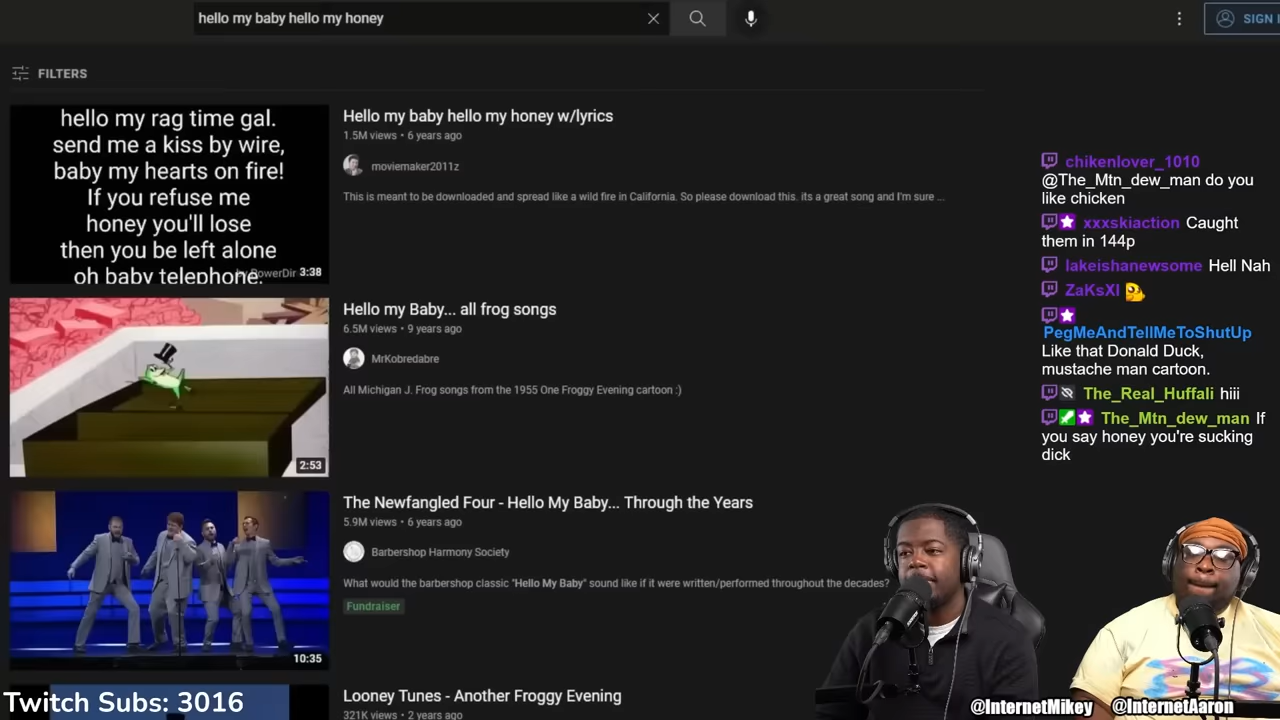 hello my baby hello my honey
SIGN I
FILTERS
hello my rag time gal.
send me a kiss by wire,
baby my hearts on fire!
If you refuse me
honey you'll lose
then you be left alone
oh baby telephone.
by PowerDir
3:38
Hello my baby hello my honey w/lyrics
1.5M views • 6 years ago
moviemaker2011z
This is meant to be downloaded and spread like a wild fire in California. So please download this. its a great song and I'm sure ...
2:53
Hello my Baby... all frog songs
6.5M views • 9 years ago
MrKobredabre
All Michigan J. Frog songs from the 1955 One Froggy Evening cartoon :)
10:35
The Newfangled Four - Hello My Baby... Through the Years
5.9M views • 6 years ago
Barbershop Harmony Society
What would the barbershop classic "Hello My Baby" sound like if it were written/performed throughout the decades?
Fundraiser
Looney Tunes - Another Froggy Evening
321K views • 2 years ago
chikenlover_1010
@The_Mtn_dew_man do you
like chicken
xxxskiaction Caught
them in 144p
lakeishanewsome Hell Nah
ZaKsXI
PegMeAndTellMeToShutUp
Like that Donald Duck,
mustache man cartoon.
The_Real_Huffali hiii
The_Mtn_dew_man If
you say honey you're sucking
dick
Twitch Subs: 3016
@InternetMikey
@InternetAaron